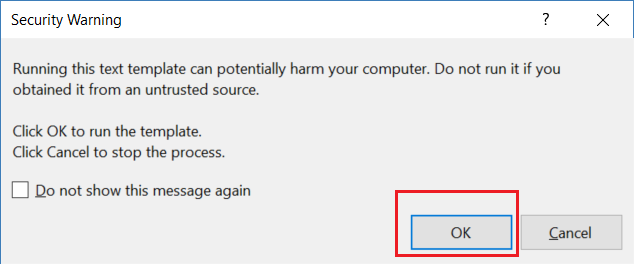 Security Warning
?
Running this text template can potentially harm your computer. Do not run it if you
obtained it from an untrusted source.
Click OK to run the template.
Click Cancel to stop the process.
Do not show this message again
OK
Cancel